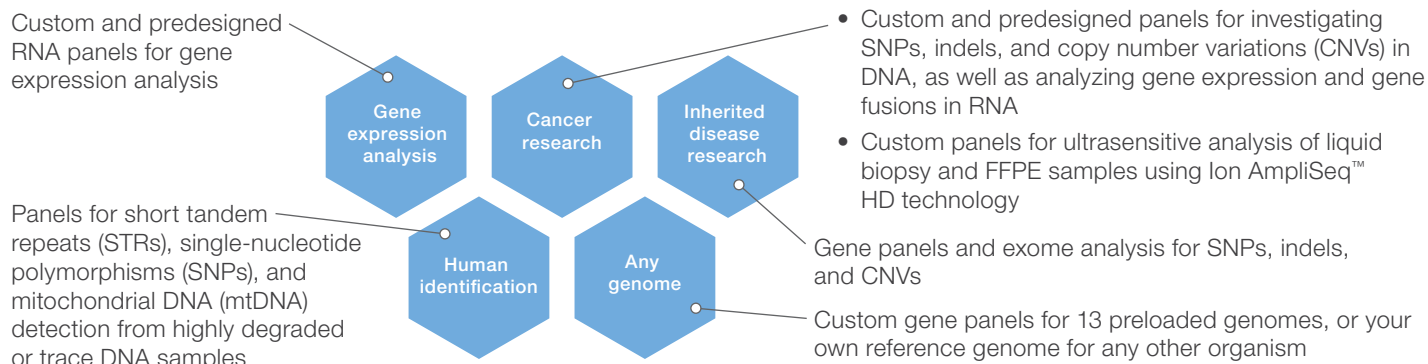 Custom and predesigned
RNA panels for gene
expression analysis
Gene
expression
analysis
Cancer
research
Inherited
disease
research
• Custom and predesigned panels for investigating
SNPs, indels, and copy number variations (CNVs) in
DNA, as well as analyzing gene expression and gene
fusions in RNA
• Custom panels for ultrasensitive analysis of liquid
biopsy and FFPE samples using Ion AmpliSeq™
HD technology
Panels for short tandem
repeats (STRs), single-nucleotide
polymorphisms (SNPs), and
mitochondrial DNA (mtDNA)
detection from highly degraded
or trace DNA samples
Human
identification
Any
genome
Gene panels and exome analysis for SNPs, indels,
and CNVs
Custom gene panels for 13 preloaded genomes, or your
own reference genome for any other organism